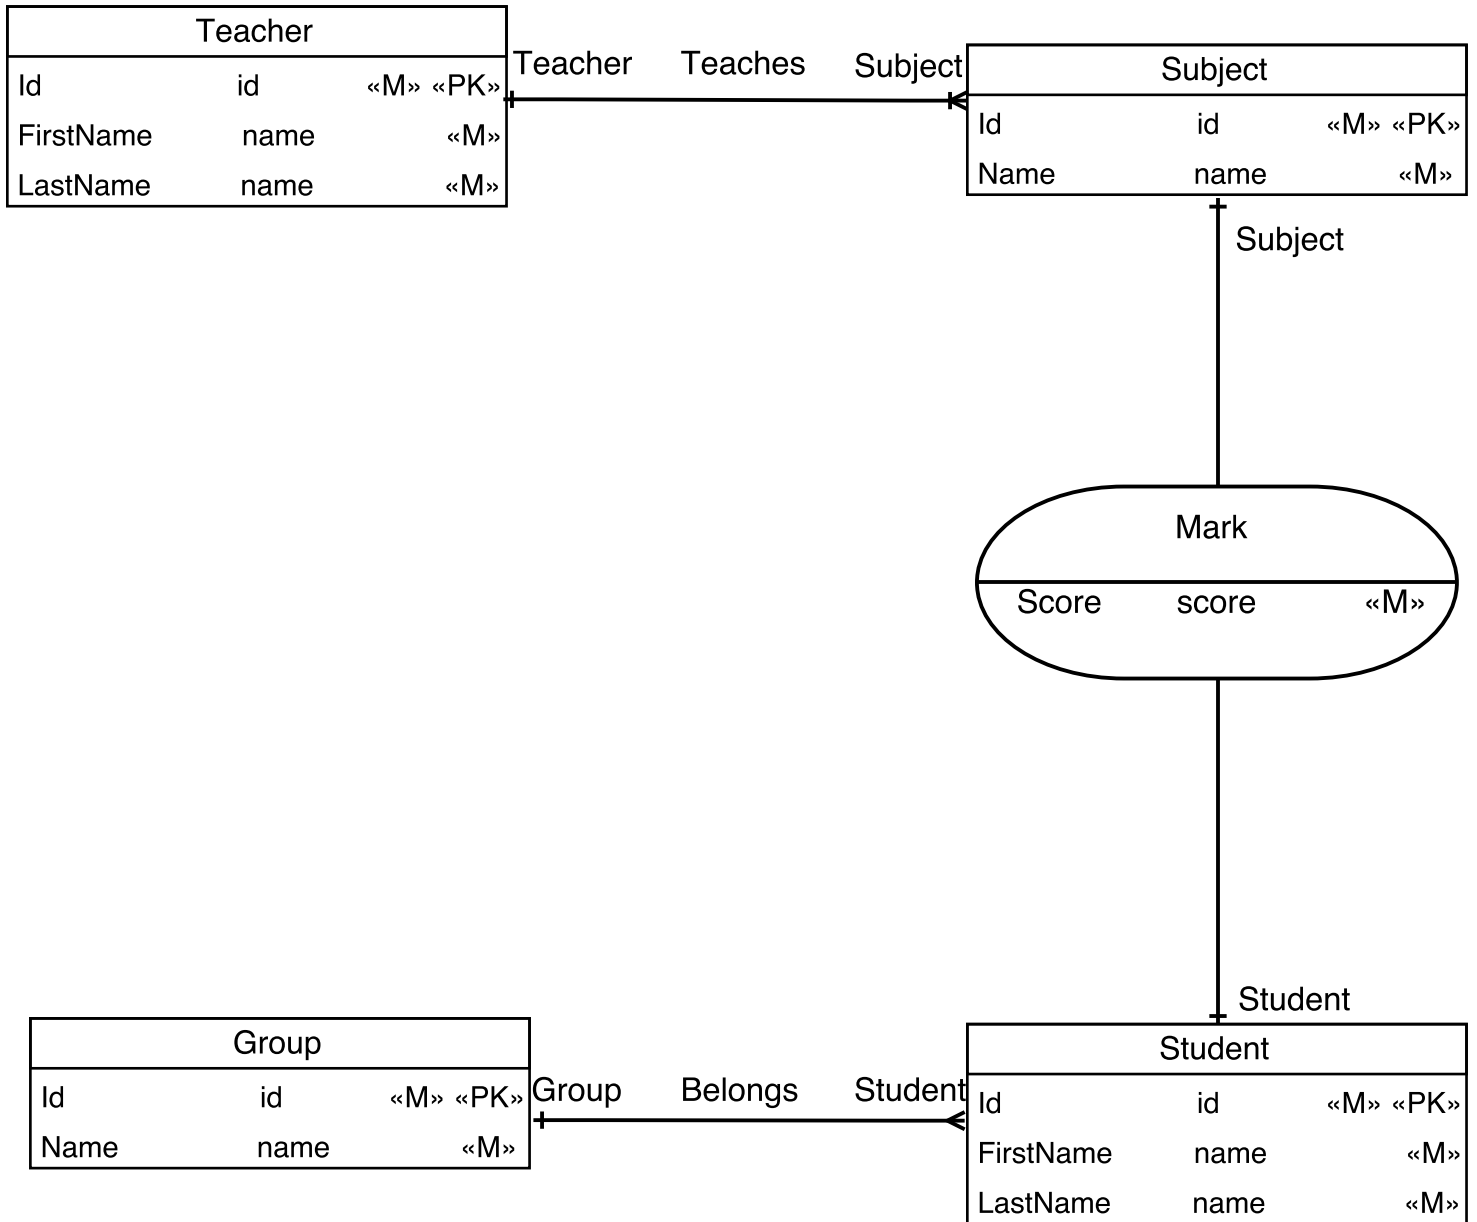 Teacher
Id id «M» «PK»
FirstName name «M»
LastName name «M»
Teacher Teaches Subject
Subject
Id id «M» «PK»
Name name «M»
Subject
Mark
Score score «M»
Student
Group
Id id «M» «PK»
Name name «M»
Group Belongs Student
Student
Id id «M» «PK»
FirstName name «M»
LastName name «M»